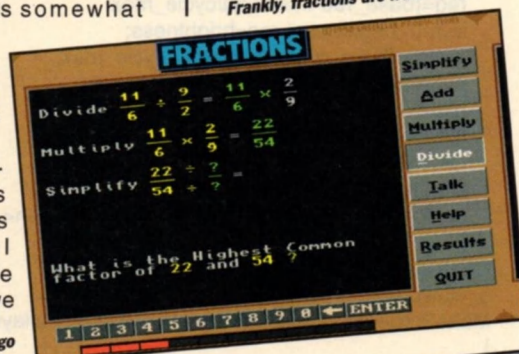 s somewhat
Frankly, fractions are
FRACTIONS
Divide 11/6 ÷ 9/2 = 11/6 × 2/9
Multiply 11/6 × 2/9 = 22/54
Simplify 22/54 ÷ ?/? =
What is the Highest Common
factor of 22 and 54 ?
1 2 3 4 5 6 7 8 9 0 ← ENTER
Simplify
Add
Multiply
Divide
Talk
Help
Results
QUIT
s
s
l
e
ve
go